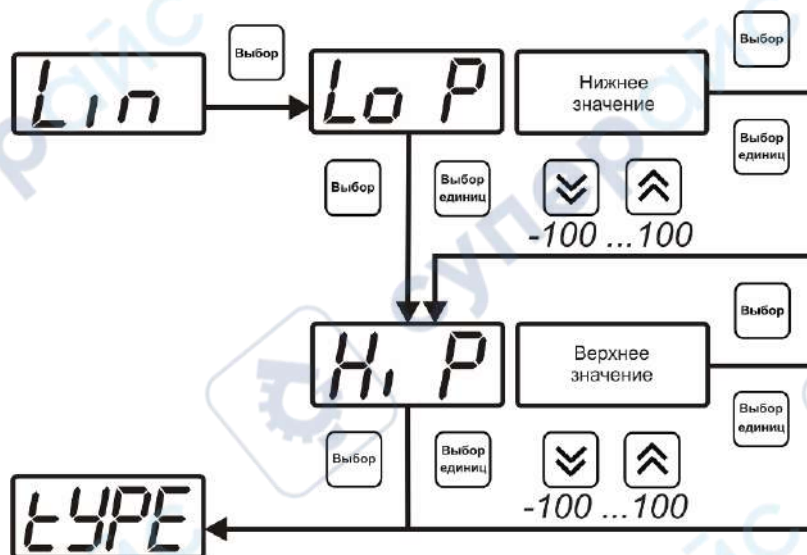 Выбор
Выбор
Lin
Lo P
Нижнее
значение
Выбор
единиц
Выбор
Выбор
единиц
-100 ...100
Выбор
Hi P
Верхнее
значение
Выбор
единиц
Выбор
Выбор
единиц
-100 ...100
tYPE
суперайс